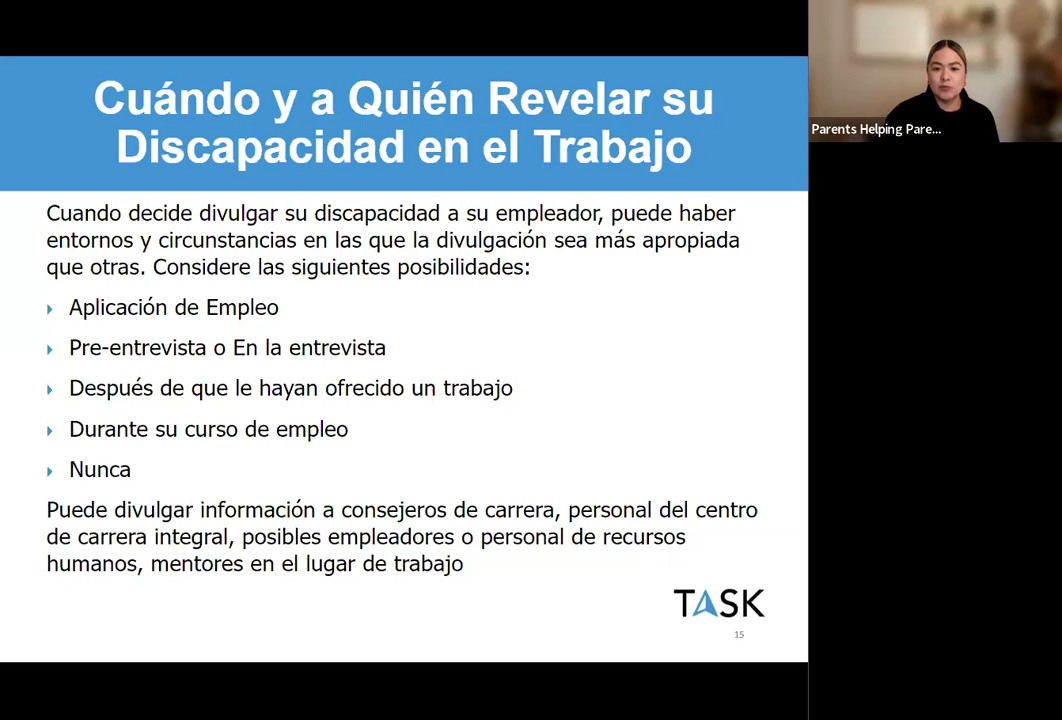 Cuándo y a Quién Revelar su
Discapacidad en el Trabajo
Cuando decide divulgar su discapacidad a su empleador, puede haber
entornos y circunstancias en las que la divulgación sea más apropiada
que otras. Considere las siguientes posibilidades:
Aplicación de Empleo
Pre-entrevista o En la entrevista
Después de que le hayan ofrecido un trabajo
Durante su curso de empleo
Nunca
Puede divulgar información a consejeros de carrera, personal del centro
de carrera integral, posibles empleadores o personal de recursos
humanos, mentores en el lugar de trabajo
TASK
15
Parents Helping Pare...